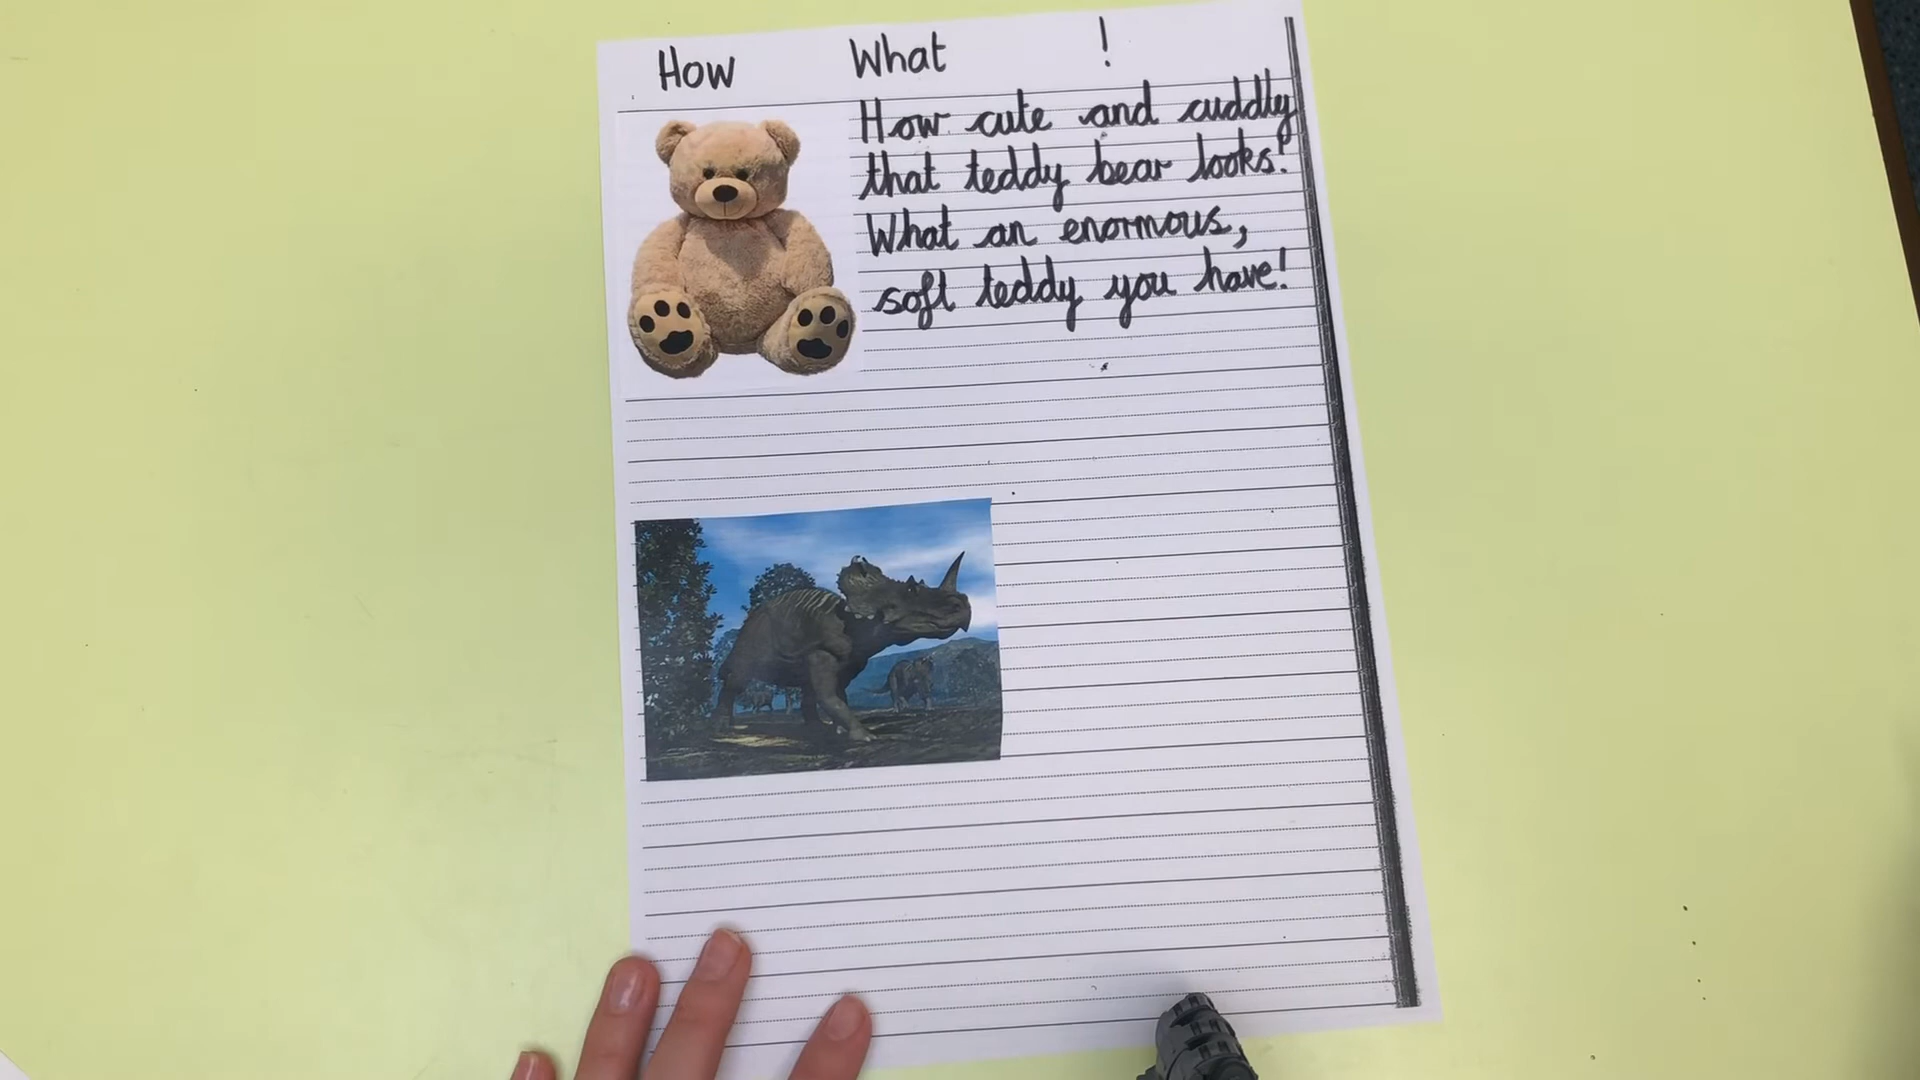 How What !
How cute and cuddly
that teddy bear looks!
What an enormous,
soft teddy you have!